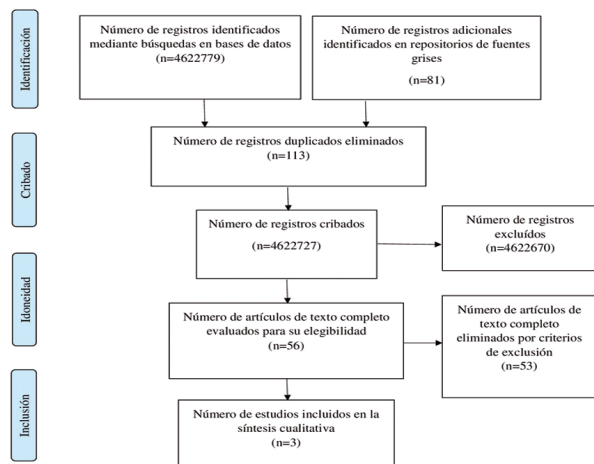 Identificación
Número de registros identificados
mediante búsquedas en bases de datos
(n=4622779)
Número de registros adicionales
identificados en repositorios de fuentes
grises
(n=81)
Número de registros duplicados eliminados
(n=113)
Cribado
Número de registros cribados
(n=4622727)
Número de registros
excluídos
(n=4622670)
Idoneidad
Número de artículos de texto completo
evaluados para su elegibilidad
(n=56)
Número de artículos de
texto completo
eliminados por criterios
de exclusión
(n=53)
Inclusión
Número de estudios incluidos en la
síntesis cualitativa
(n=3)